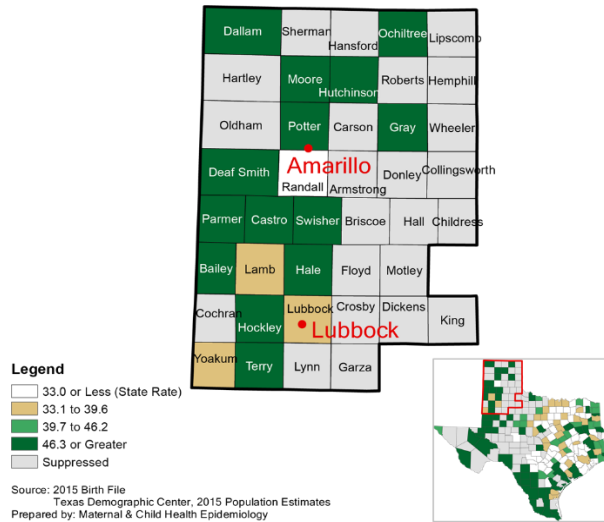 Dallam
Sherman
Hansford
Ochiltree
Lipscomb
Hartley
Moore
Hutchinson
Roberts
Hemphill
Oldham
Potter
Carson
Gray
Wheeler
Amarillo
Deaf Smith
Randall
Armstrong
Donley
Collingsworth
Parmer
Castro
Swisher
Briscoe
Hall
Childress
Bailey
Lamb
Hale
Floyd
Motley
Cochran
Hockley
Lubbock
Crosby
Dickens
King
Lubbock
Yoakum
Terry
Lynn
Garza
Legend
33.0 or Less (State Rate)
33.1 to 39.6
39.7 to 46.2
46.3 or Greater
Suppressed
Source: 2015 Birth File
Texas Demographic Center, 2015 Population Estimates
Prepared by: Maternal & Child Health Epidemiology